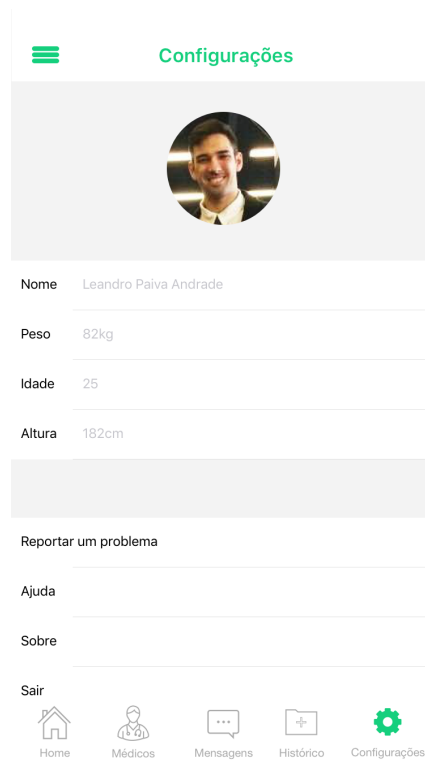 Configurações
Nome Leandro Paiva Andrade
Peso 82kg
Idade 25
Altura 182cm
Reportar um problema
Ajuda
Sobre
Sair
Home Médicos Mensagens Histórico Configurações